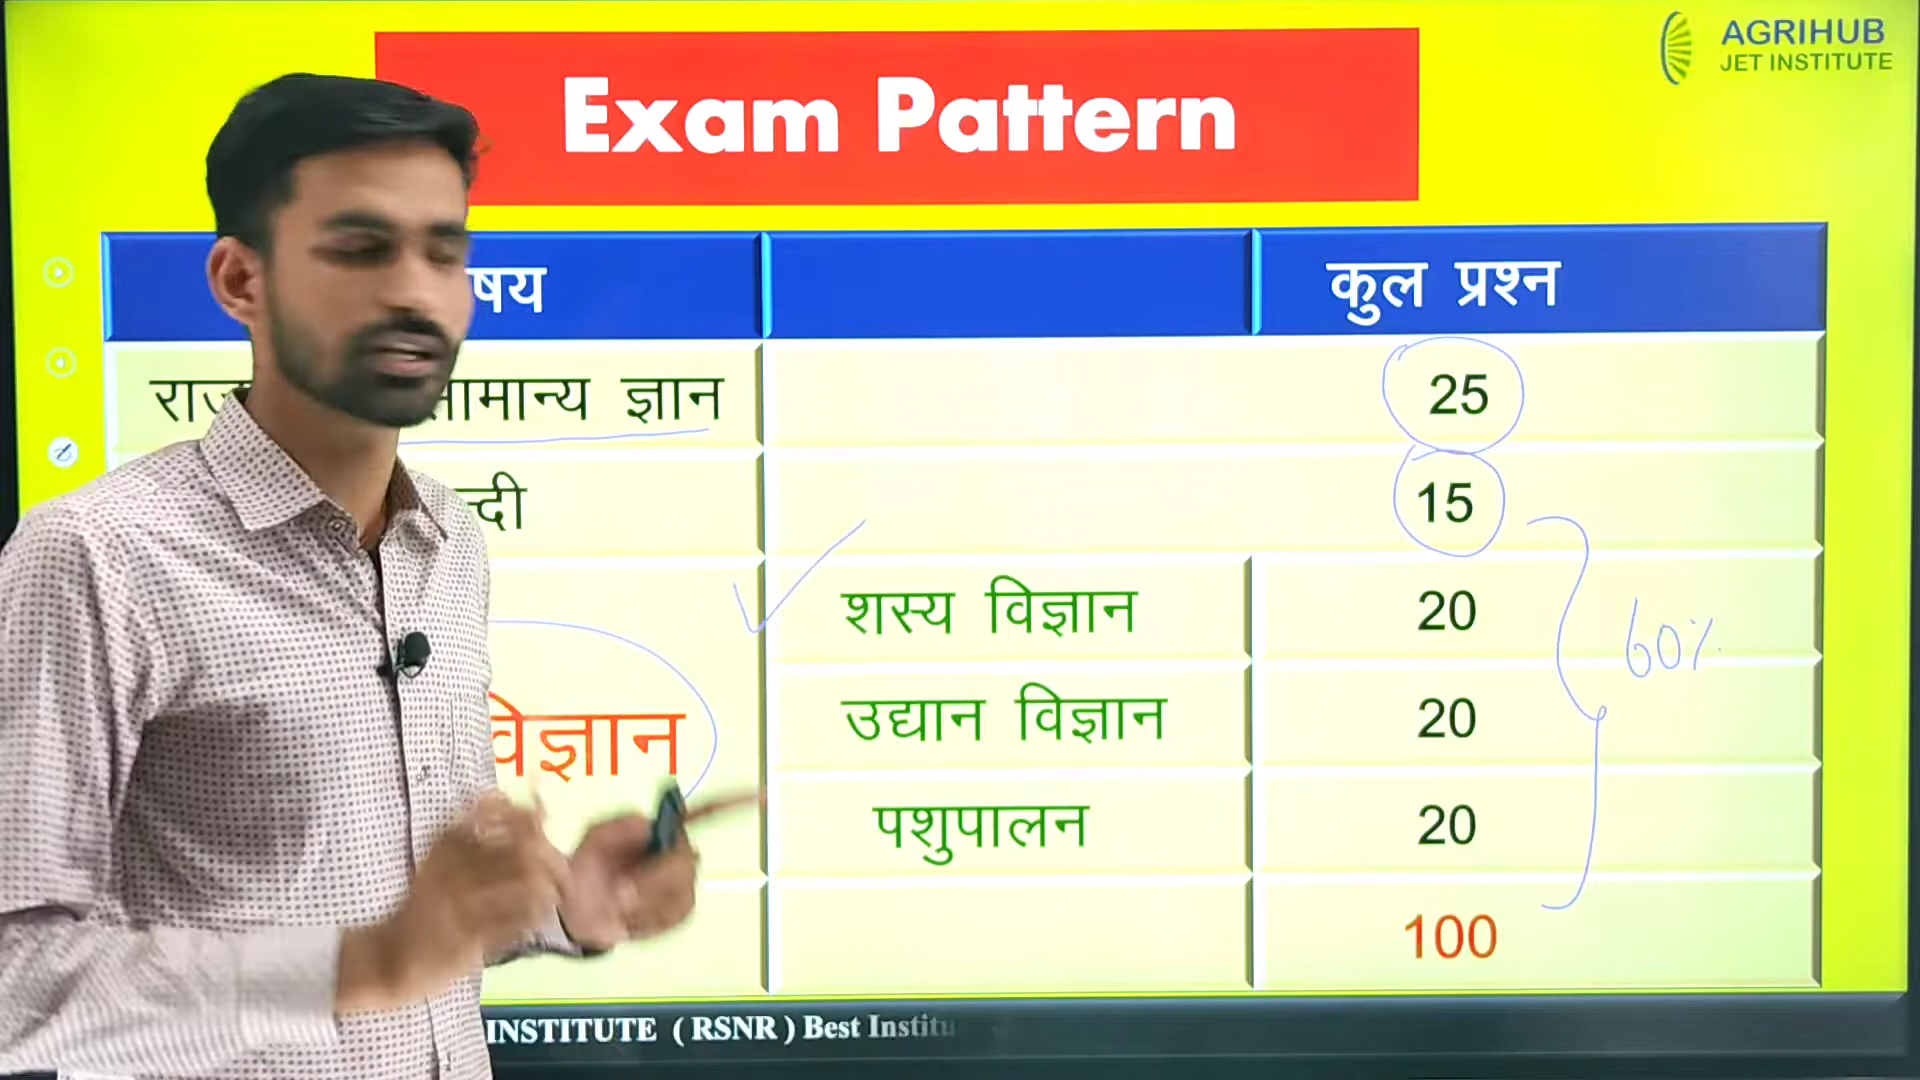 AGRIHUB
JET INSTITUTE
Exam Pattern
कुल प्रश्न
सामान्य ज्ञान
25
15
शस्य विज्ञान
20
60%
उद्यान विज्ञान
20
विज्ञान
पशुपालन
20
100
INSTITUTE ( RSNR ) Best